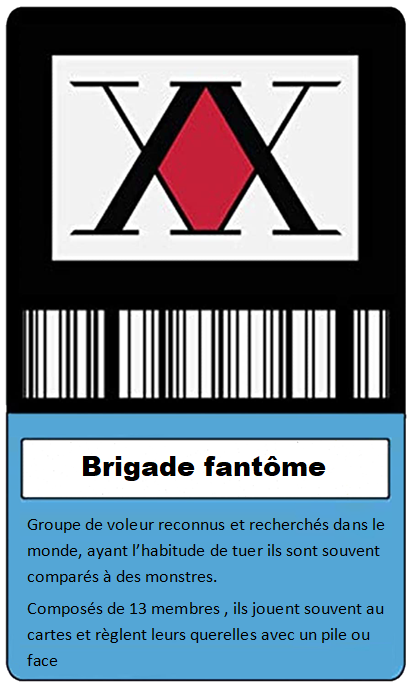 Brigade fantôme
Groupe de voleur reconnus et recherchés dans le
monde, ayant l’habitude de tuer ils sont souvent
comparés à des monstres.
Composés de 13 membres , ils jouent souvent au
cartes et règlent leurs querelles avec un pile ou
face